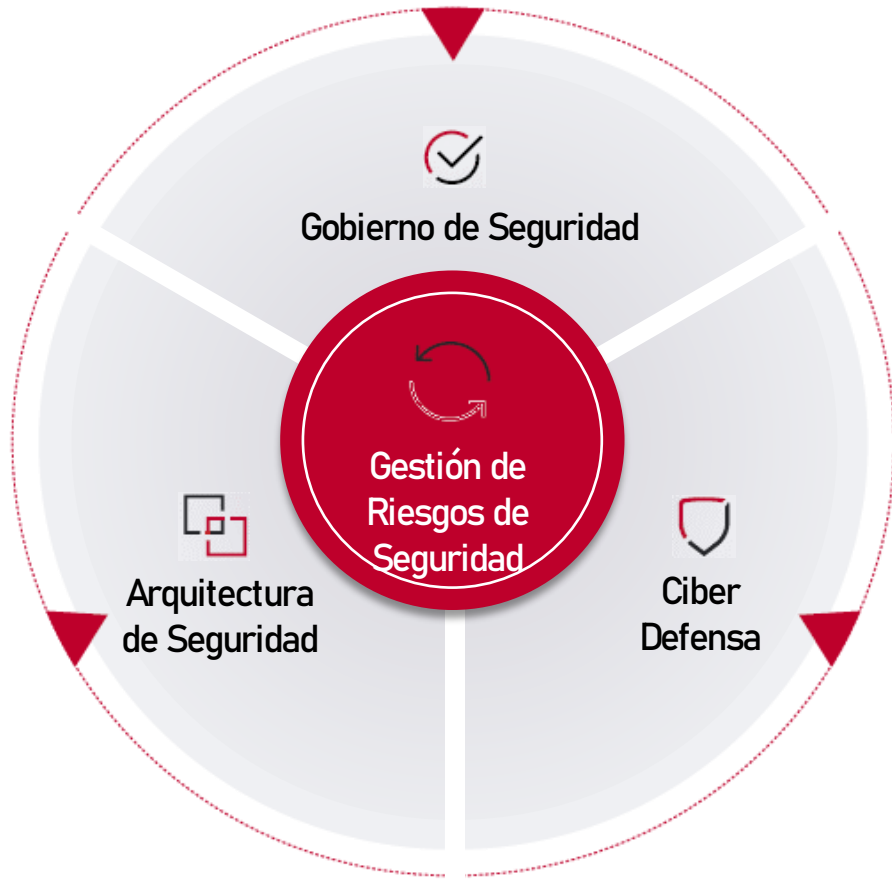 Gobierno de Seguridad
Gestión de
Riesgos de
Seguridad
Arquitectura
de Seguridad
Ciber
Defensa